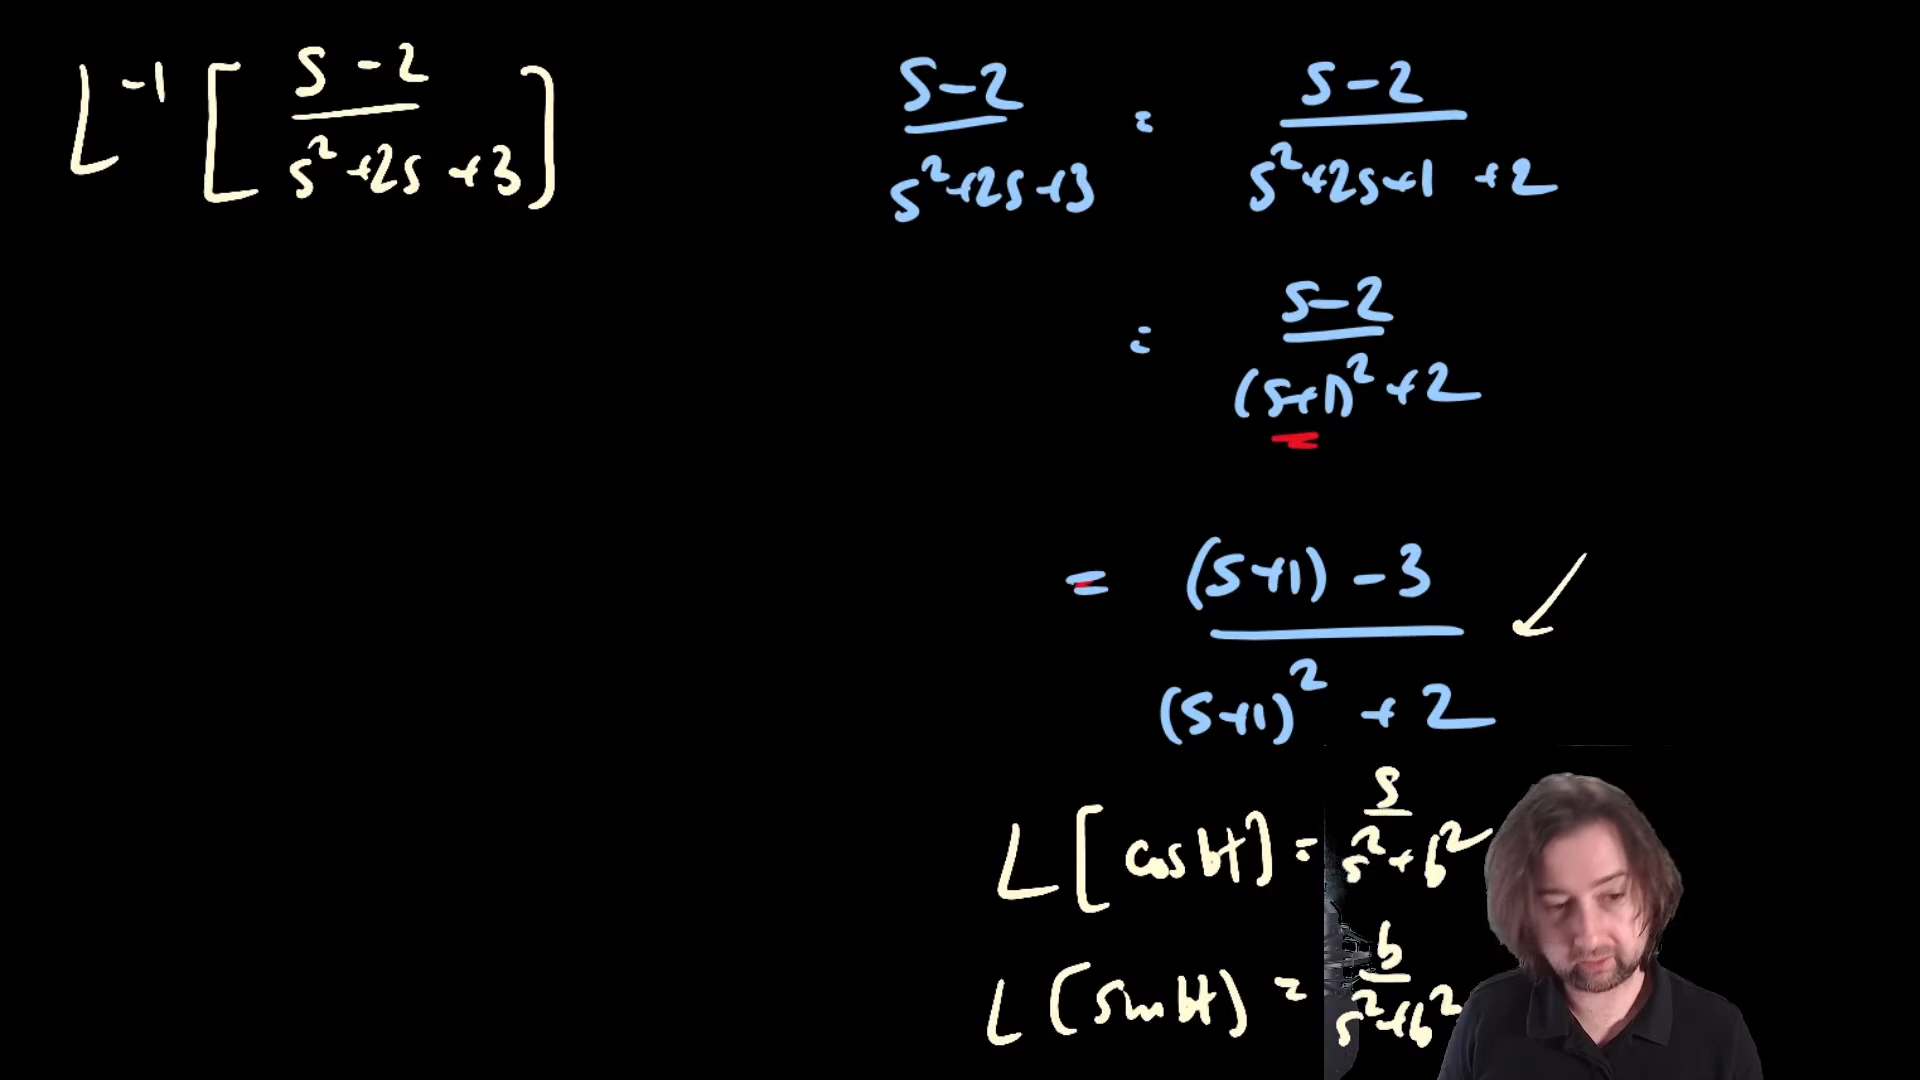 L⁻¹ [ (s-2) / (s²+2s+3) ]
(s-2) / (s²+2s+3) = (s-2) / (s²+2s+1 +2)
= (s-2) / ((s+1)² +2)
= ((s+1) - 3) / ((s+1)² + 2)
L[cos bt] = s / (s²+b²)
L(sin bt) = b / (s²+b²)